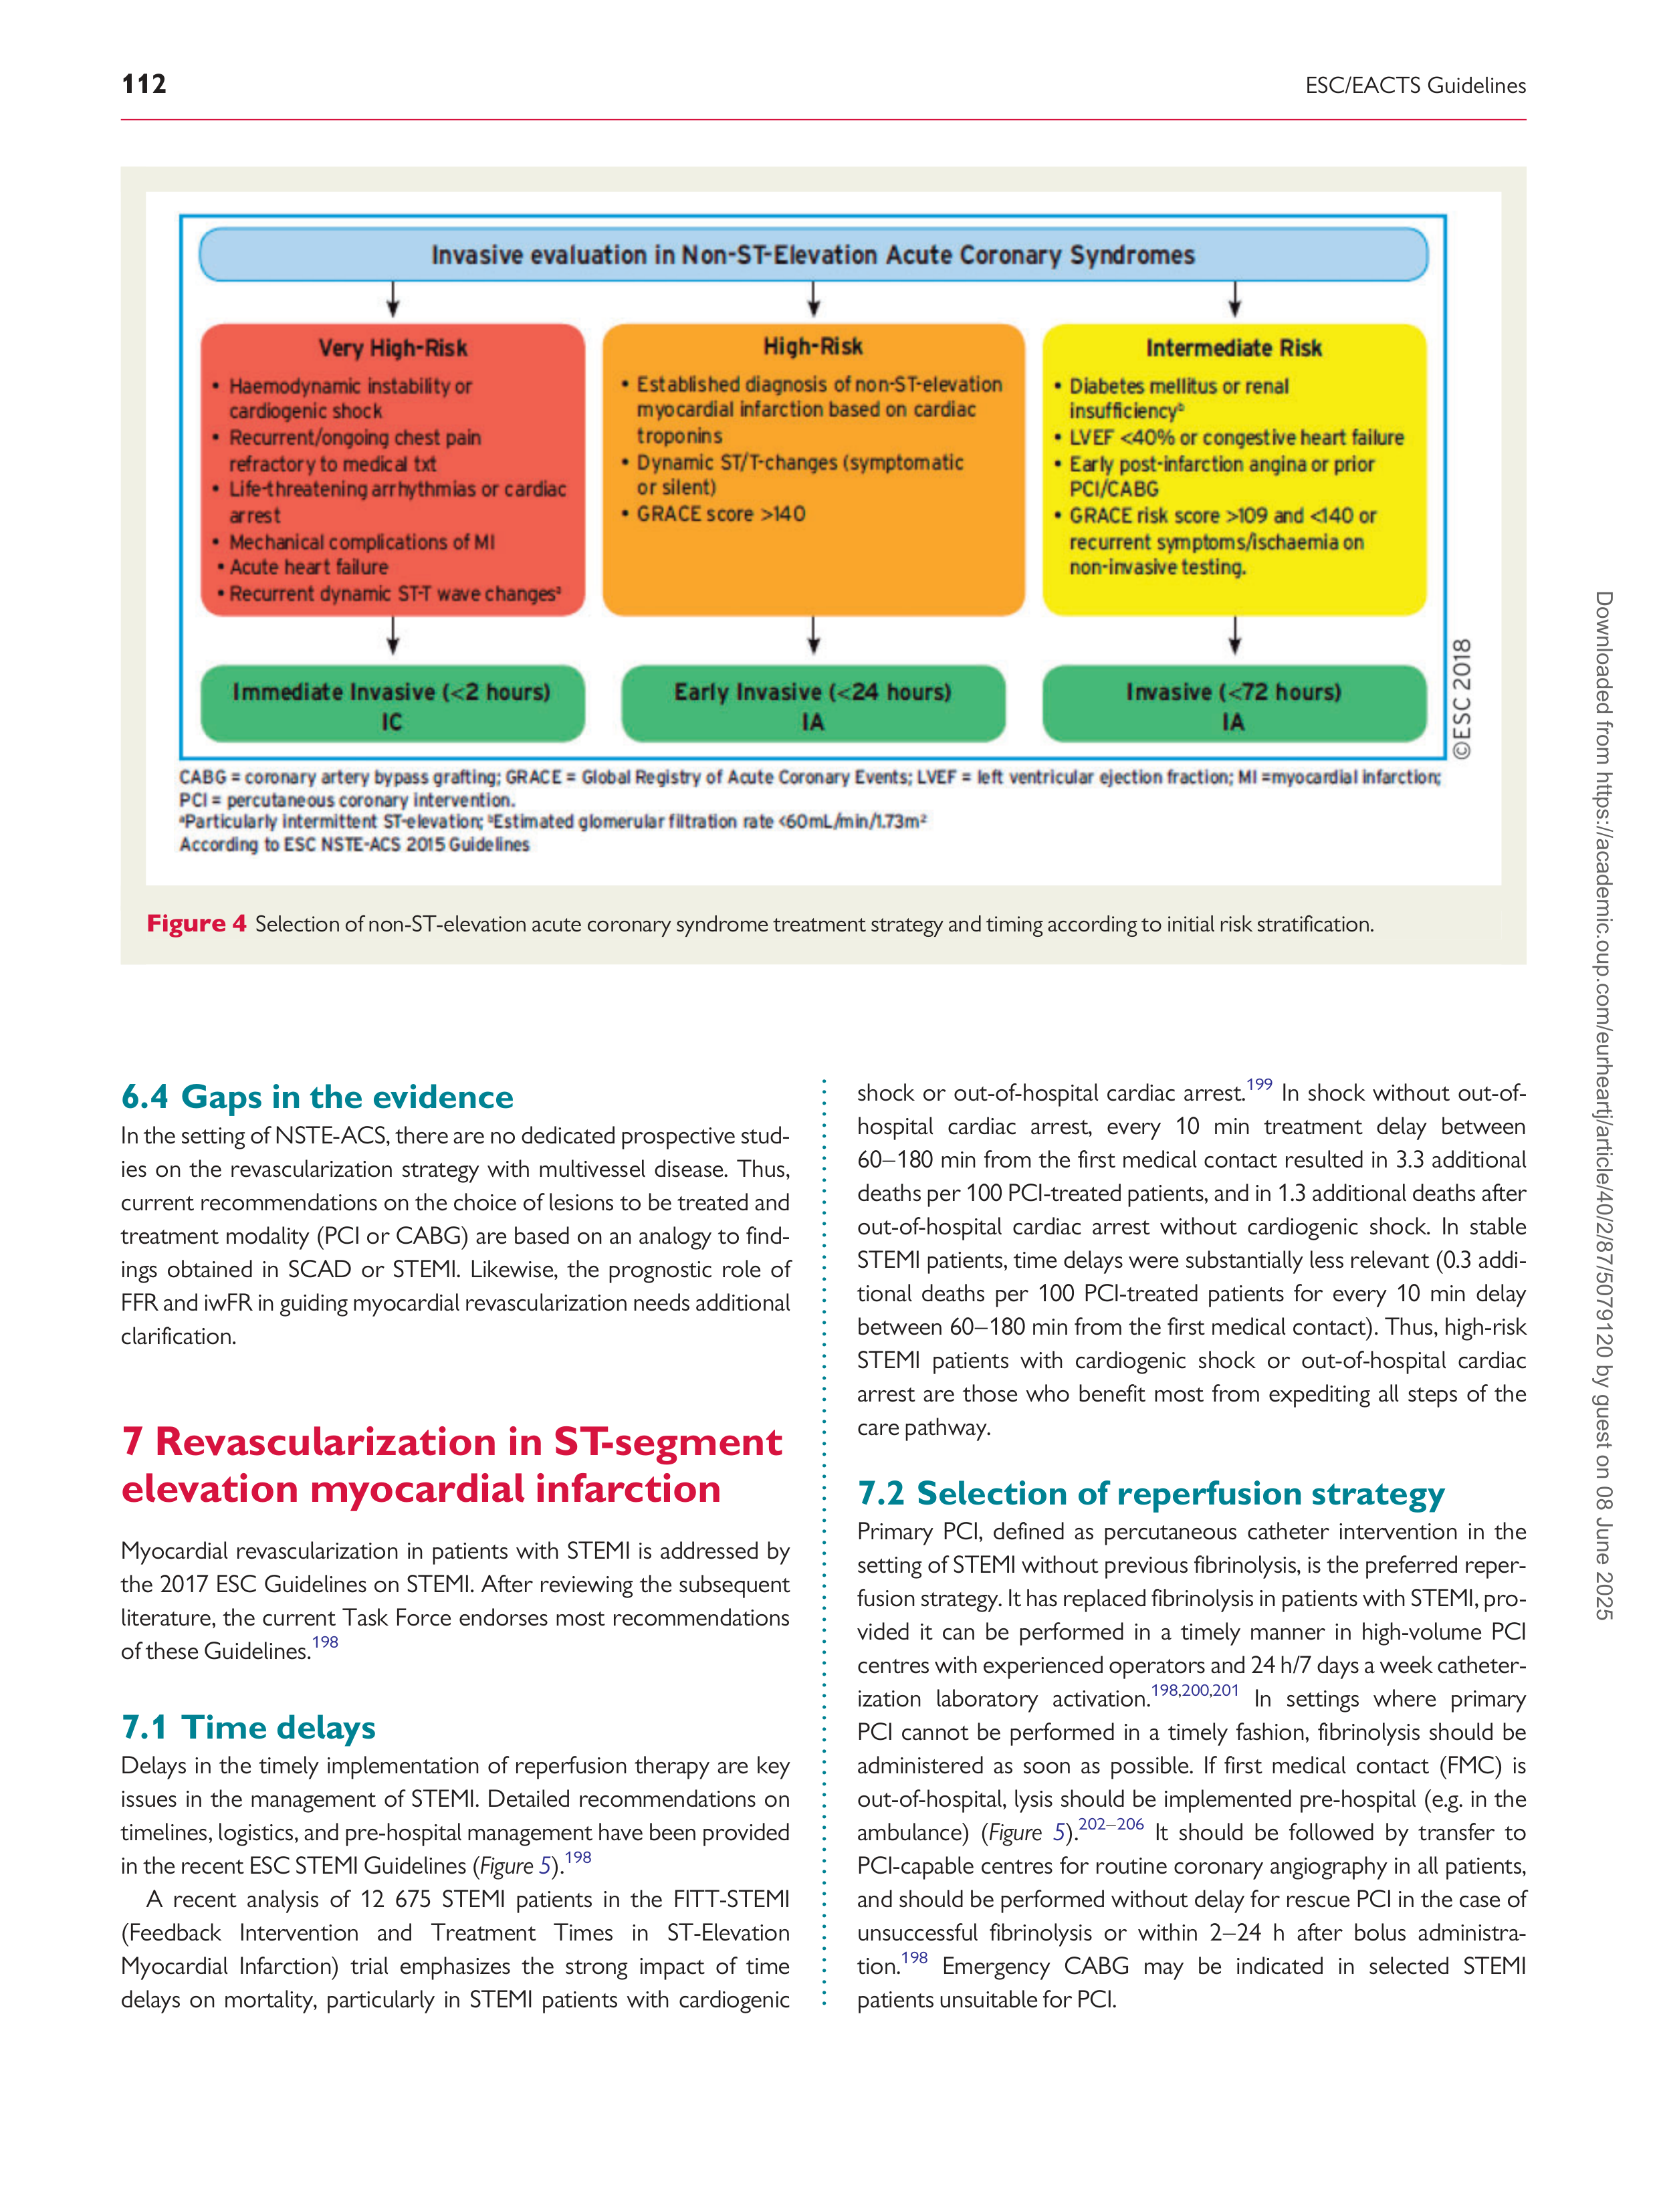 112
ESC/EACTS Guidelines
Invasive evaluation in Non-ST-Elevation Acute Coronary Syndromes
Very High-Risk
• Haemodynamic instability or
cardiogenic shock
• Recurrent/ongoing chest pain
refractory to medical txt
• Life-threatening arrhythmias or cardiac
arrest
• Mechanical complications of MI
• Acute heart failure
• Recurrent dynamic ST-T wave changesᵃ
High-Risk
• Established diagnosis of non-ST-elevation
myocardial infarction based on cardiac
troponins
• Dynamic ST/T-changes (symptomatic
or silent)
• GRACE score >140
Intermediate Risk
• Diabetes mellitus or renal
insufficiencyᵇ
• LVEF <40% or congestive heart failure
• Early post-infarction angina or prior
PCI/CABG
• GRACE risk score >109 and <140 or
recurrent symptoms/ischaemia on
non-invasive testing.
Immediate Invasive (<2 hours)
IC
Early Invasive (<24 hours)
IA
Invasive (<72 hours)
IA
©ESC 2018
CABG = coronary artery bypass grafting; GRACE = Global Registry of Acute Coronary Events; LVEF = left ventricular ejection fraction; MI =myocardial infarction;
PCI = percutaneous coronary intervention.
ᵃParticularly intermittent ST-elevation; ᵇEstimated glomerular filtration rate <60mL/min/1.73m²
According to ESC NSTE-ACS 2015 Guidelines
Figure 4 Selection of non-ST-elevation acute coronary syndrome treatment strategy and timing according to initial risk stratification.
6.4 Gaps in the evidence
In the setting of NSTE-ACS, there are no dedicated prospective stud-
ies on the revascularization strategy with multivessel disease. Thus,
current recommendations on the choice of lesions to be treated and
treatment modality (PCI or CABG) are based on an analogy to find-
ings obtained in SCAD or STEMI. Likewise, the prognostic role of
FFR and iwFR in guiding myocardial revascularization needs additional
clarification.
7 Revascularization in ST-segment
elevation myocardial infarction
Myocardial revascularization in patients with STEMI is addressed by
the 2017 ESC Guidelines on STEMI. After reviewing the subsequent
literature, the current Task Force endorses most recommendations
of these Guidelines.198
7.1 Time delays
Delays in the timely implementation of reperfusion therapy are key
issues in the management of STEMI. Detailed recommendations on
timelines, logistics, and pre-hospital management have been provided
in the recent ESC STEMI Guidelines (Figure 5).198
A recent analysis of 12 675 STEMI patients in the FITT-STEMI
(Feedback Intervention and Treatment Times in ST-Elevation
Myocardial Infarction) trial emphasizes the strong impact of time
delays on mortality, particularly in STEMI patients with cardiogenic
shock or out-of-hospital cardiac arrest.199 In shock without out-of-
hospital cardiac arrest, every 10 min treatment delay between
60–180 min from the first medical contact resulted in 3.3 additional
deaths per 100 PCI-treated patients, and in 1.3 additional deaths after
out-of-hospital cardiac arrest without cardiogenic shock. In stable
STEMI patients, time delays were substantially less relevant (0.3 addi-
tional deaths per 100 PCI-treated patients for every 10 min delay
between 60–180 min from the first medical contact). Thus, high-risk
STEMI patients with cardiogenic shock or out-of-hospital cardiac
arrest are those who benefit most from expediting all steps of the
care pathway.
7.2 Selection of reperfusion strategy
Primary PCI, defined as percutaneous catheter intervention in the
setting of STEMI without previous fibrinolysis, is the preferred reper-
fusion strategy. It has replaced fibrinolysis in patients with STEMI, pro-
vided it can be performed in a timely manner in high-volume PCI
centres with experienced operators and 24 h/7 days a week catheter-
ization laboratory activation.198,200,201 In settings where primary
PCI cannot be performed in a timely fashion, fibrinolysis should be
administered as soon as possible. If first medical contact (FMC) is
out-of-hospital, lysis should be implemented pre-hospital (e.g. in the
ambulance) (Figure 5).202–206 It should be followed by transfer to
PCI-capable centres for routine coronary angiography in all patients,
and should be performed without delay for rescue PCI in the case of
unsuccessful fibrinolysis or within 2–24 h after bolus administra-
tion.198 Emergency CABG may be indicated in selected STEMI
patients unsuitable for PCI.
Downloaded from https://academic.oup.com/eurheartj/article/40/2/87/5079120 by guest on 08 June 2025